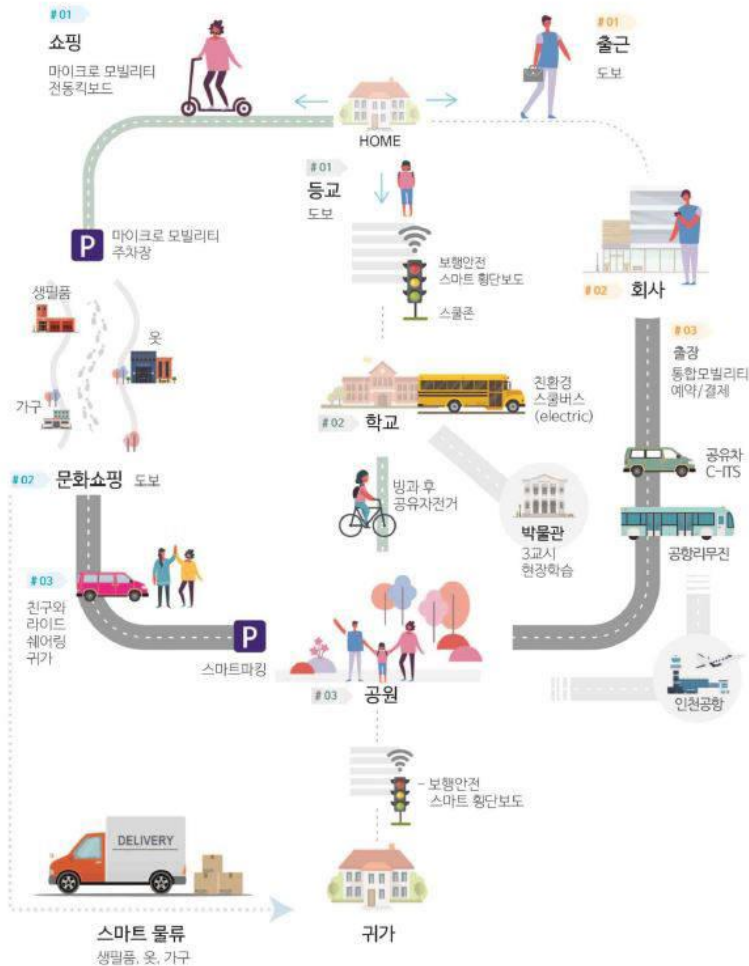 #01
쇼핑
마이크로 모빌리티
전동킥보드
#01
출근
도보
HOME
#01
등교
도보
P
마이크로 모빌리티
주차장
보행안전
스마트 횡단보도
스쿨존
생필품
옷
가구
#02
회사
#03
출장
통합모빌리티
예약/결제
친환경
스쿨버스
(electric)
#02
학교
공유차
C-ITS
#02
문화쇼핑 도보
빙과 후
공유자전거
박물관
3교시
현장학습
공항리무진
#03
친구와
라이드
쉐어링
귀가
P
스마트파킹
#03
공원
인천공항
- 보행안전
스마트 횡단보도
DELIVERY
스마트 물류
생필품, 옷, 가구
귀가